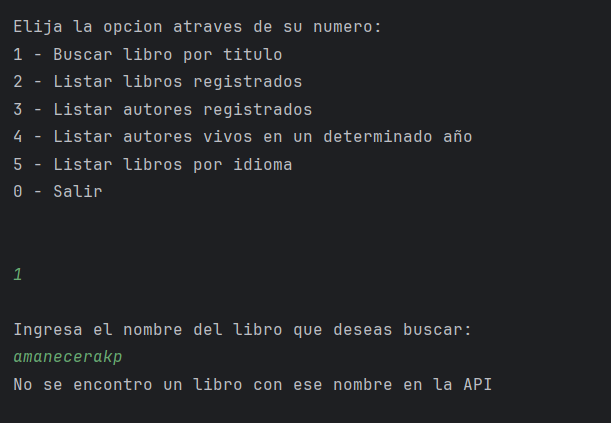 Elija la opcion atraves de su numero:
1 - Buscar libro por titulo
2 - Listar libros registrados
3 - Listar autores registrados
4 - Listar autores vivos en un determinado año
5 - Listar libros por idioma
0 - Salir
1
Ingresa el nombre del libro que deseas buscar:
amanecerakp
No se encontro un libro con ese nombre en la API